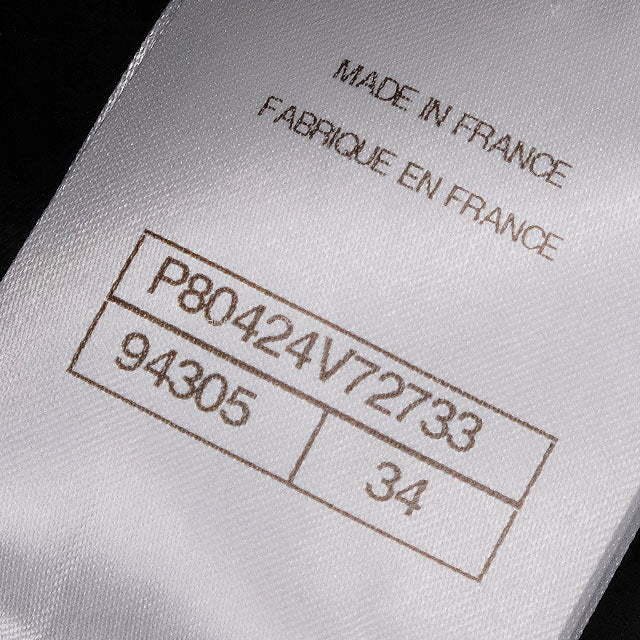 MADE IN FRANCE
FABRIQUE EN FRANCE
P80424V72733
94305 34